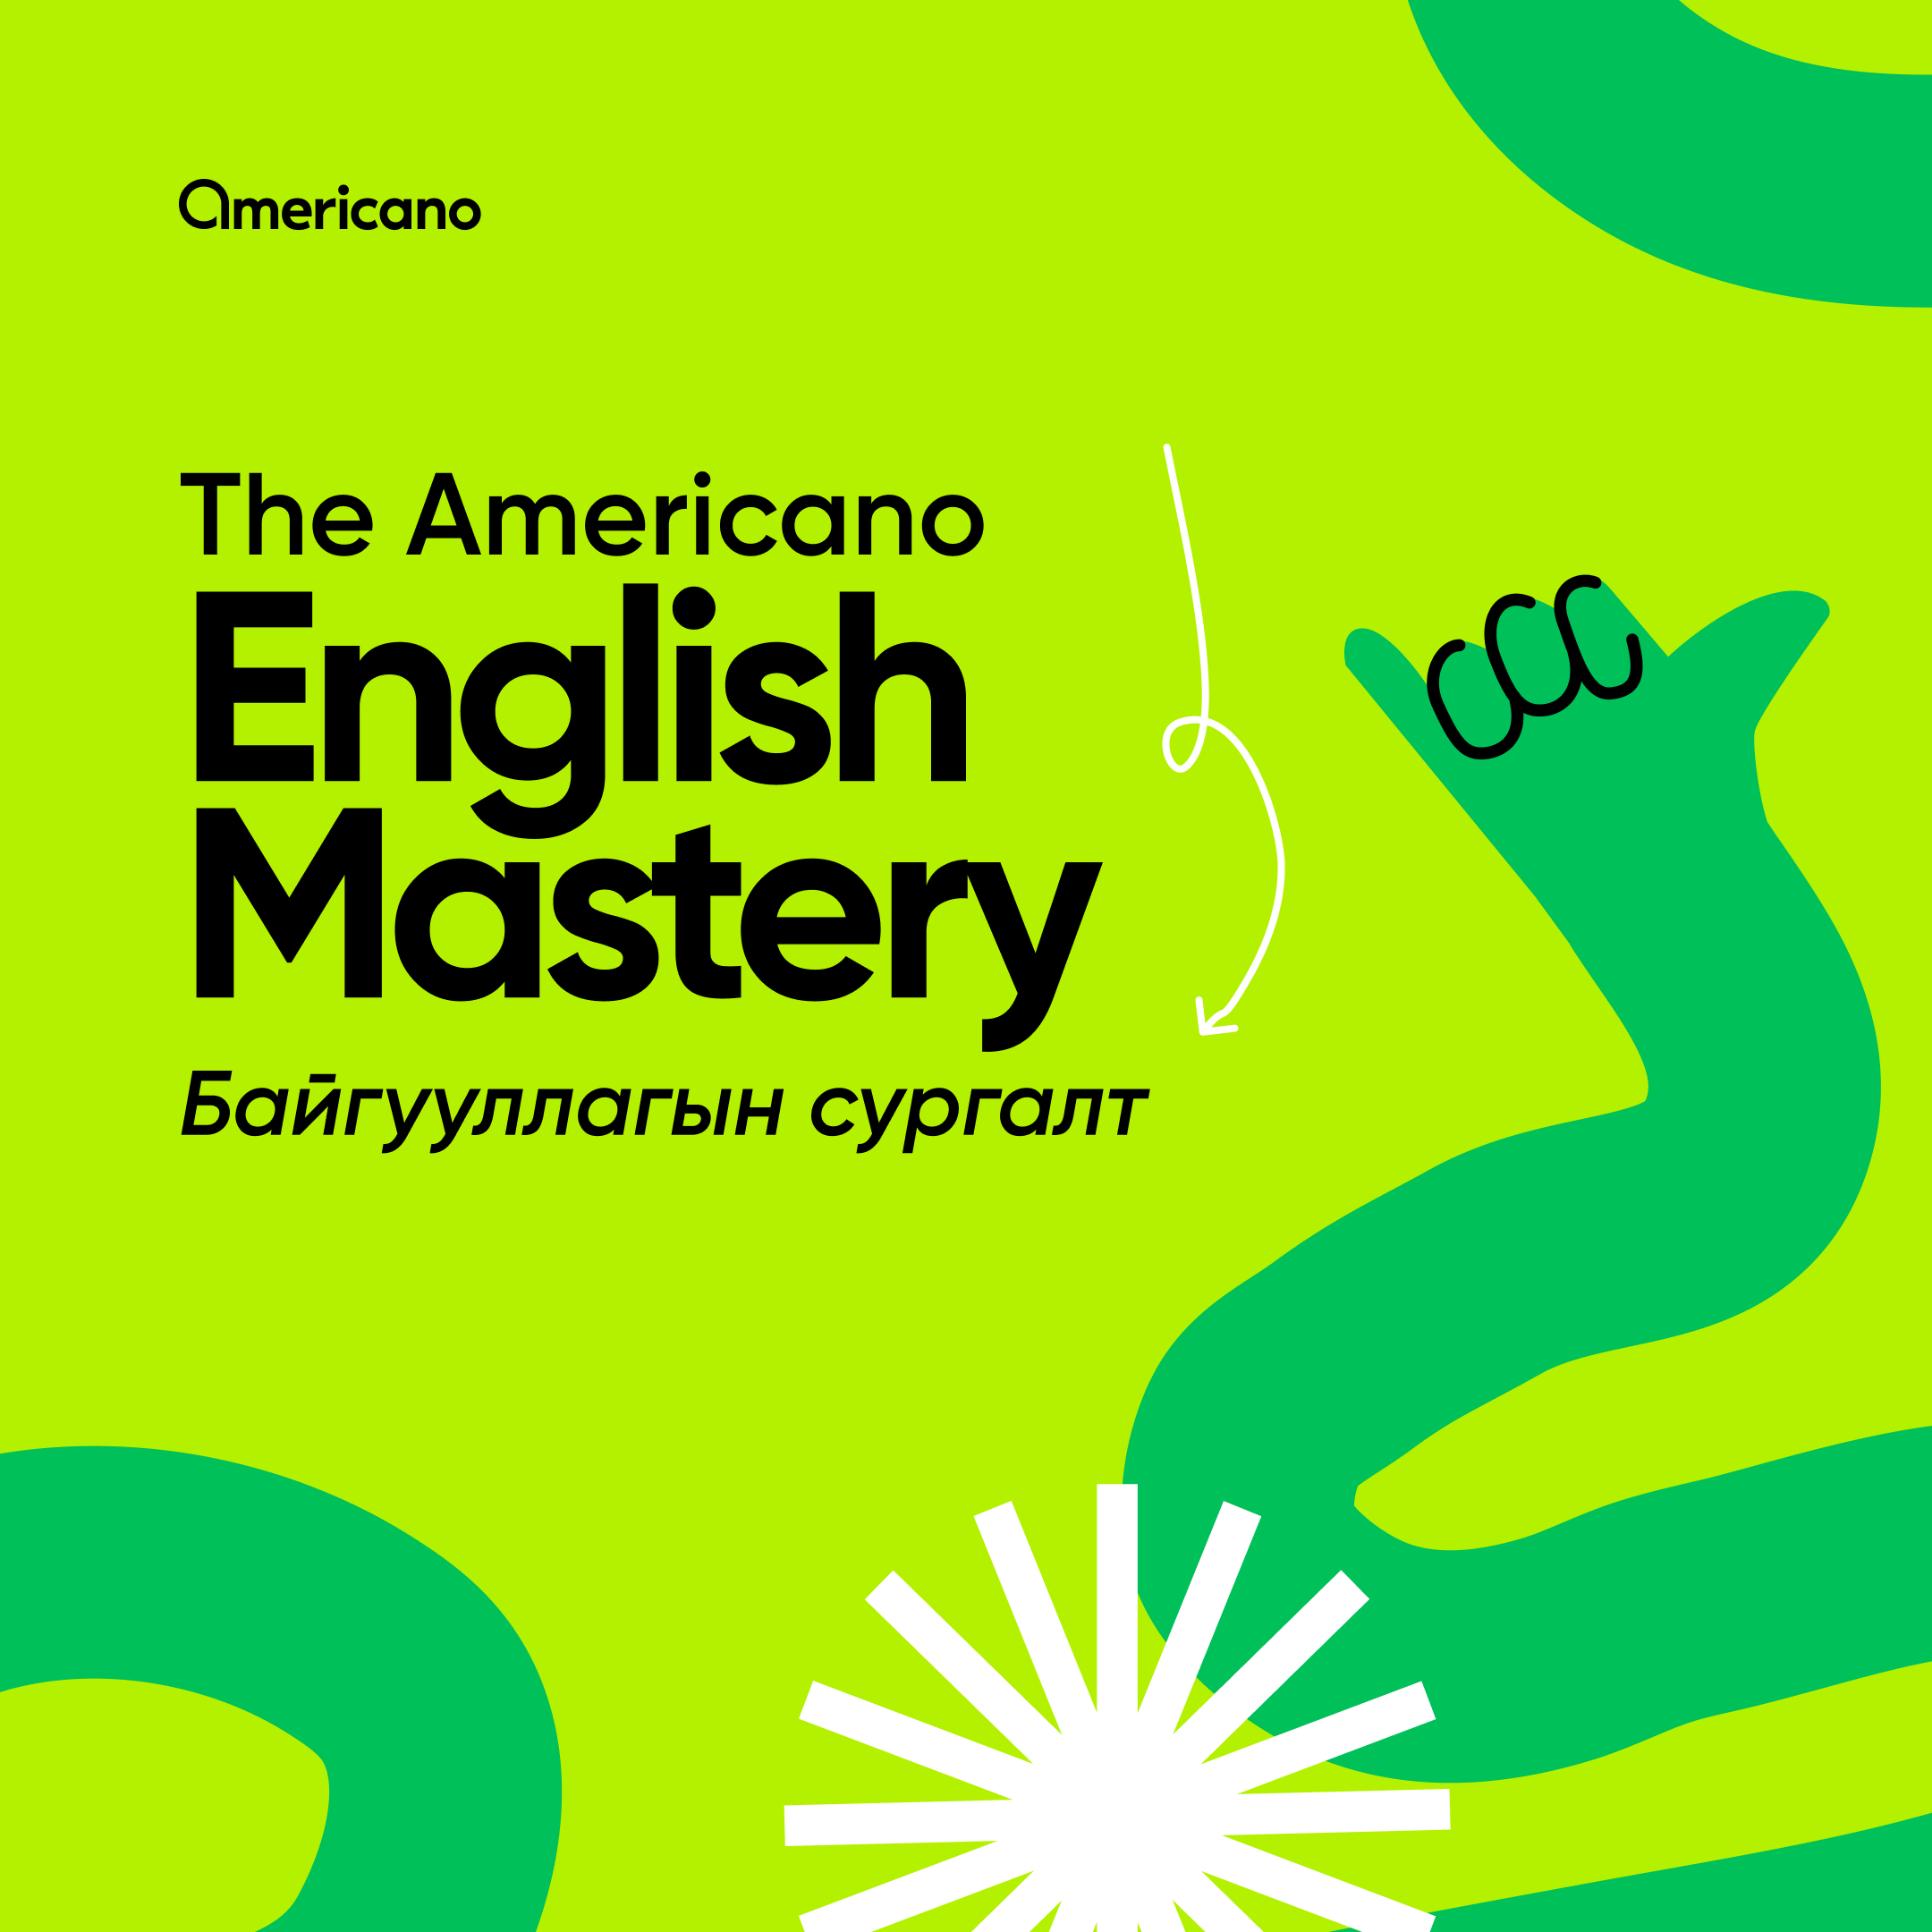 americano
The Americano
English
Mastery
Байгууллагын сургалт